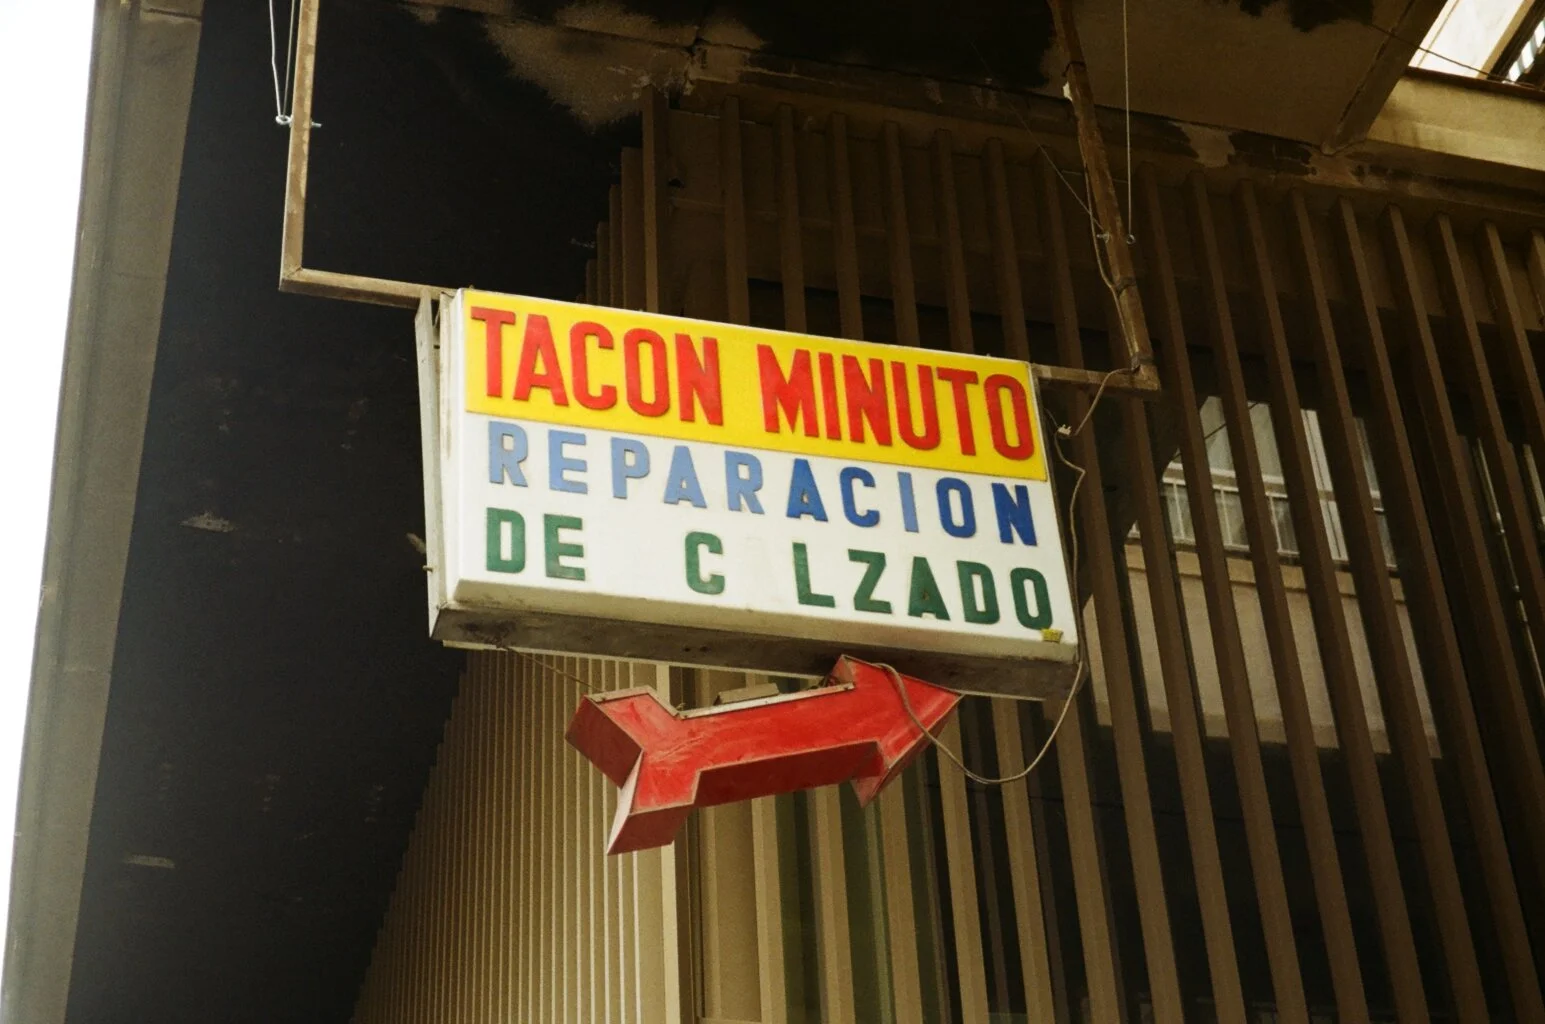 TACON MINUTO
REPARACION
DE C LZADO